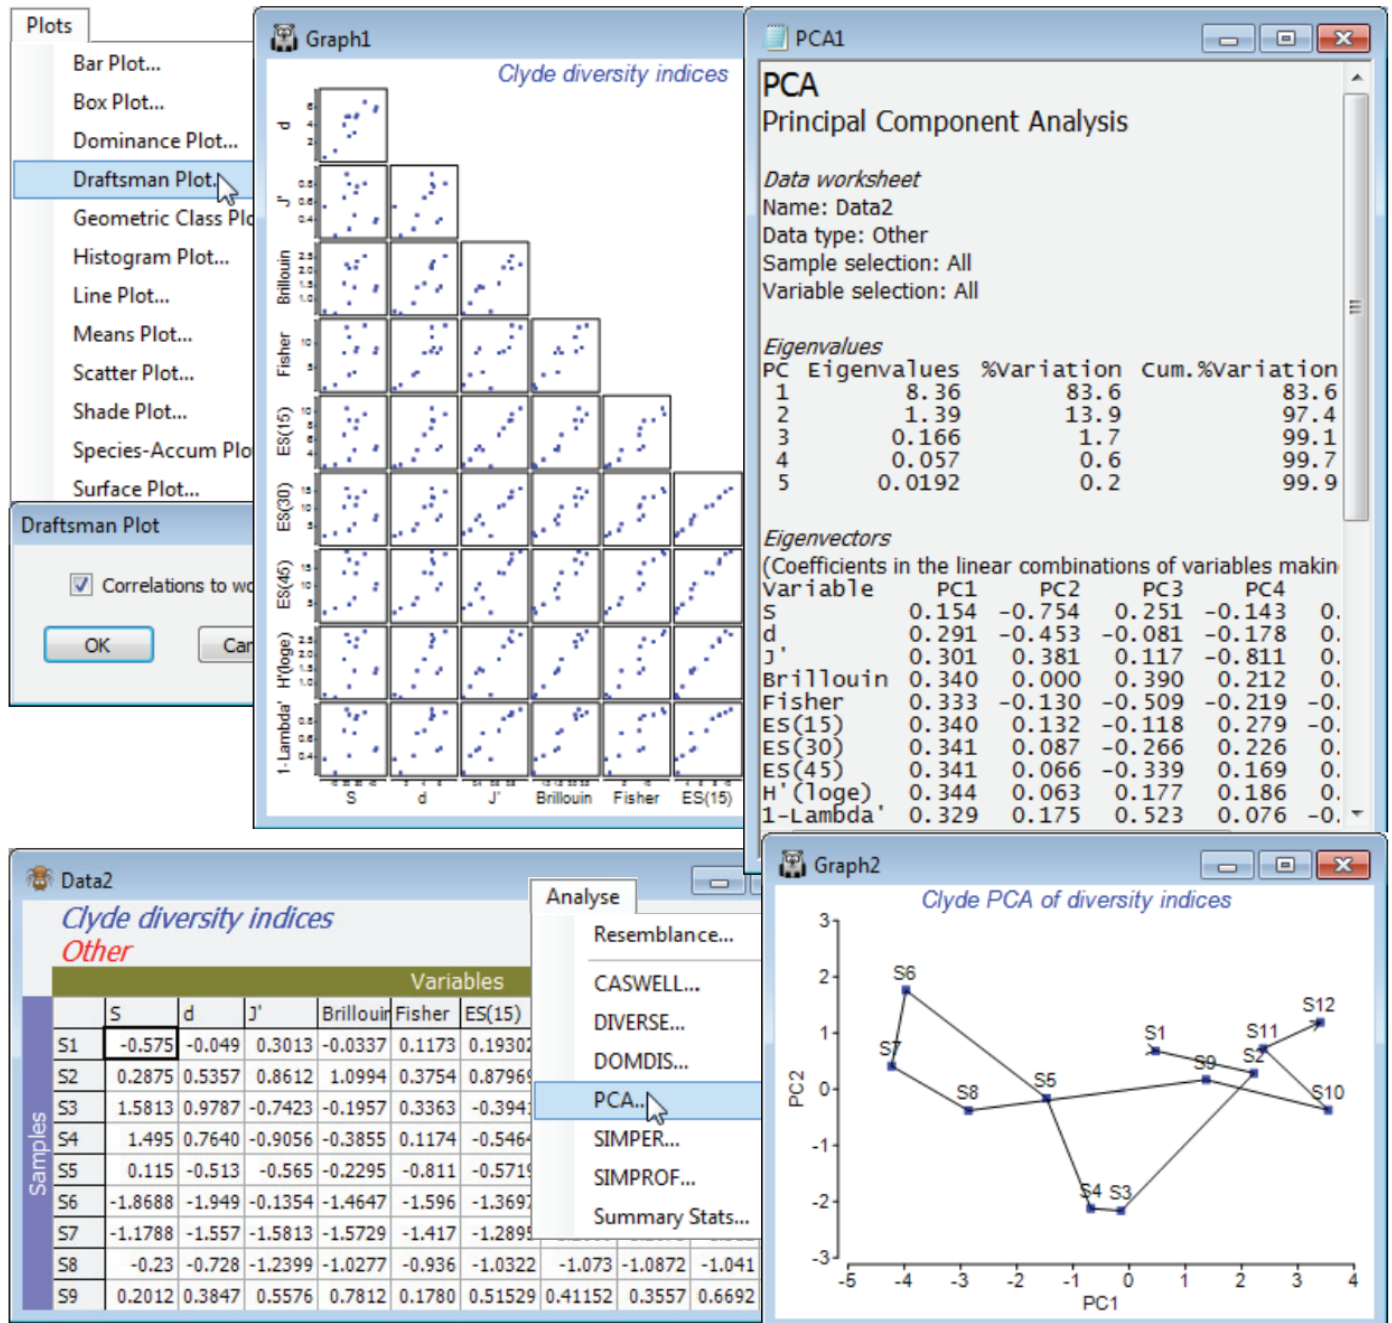 Plots
Bar Plot...
Box Plot...
Dominance Plot...
Draftsman Plot.
Geometric Class Plo
Histogram Plot...
Line Plot...
Means Plot...
Scatter Plot...
Shade Plot...
Species-Accum Plo
Surface Plot...
Draftsman Plot
Correlations to wo
OK
Car
Graph1
Clyde diversity indices
d
J'
Brillouin
Fisher
ES(15)
ES(30)
ES(45)
H'(loge)
1-Lambda'
S d J' Brillouin Fisher ES(15)
PCA1
PCA
Principal Component Analysis
Data worksheet
Name: Data2
Data type: Other
Sample selection: All
Variable selection: All
Eigenvalues
PC Eigenvalues %Variation Cum.%Variation
1 8.36 83.6 83.6
2 1.39 13.9 97.4
3 0.166 1.7 99.1
4 0.057 0.6 99.7
5 0.0192 0.2 99.9
Eigenvectors
(Coefficients in the linear combinations of variables makin
Variable PC1 PC2 PC3 PC4
S 0.154 -0.754 0.251 -0.143 0.
d 0.291 -0.453 -0.081 -0.178 0.
J' 0.301 0.381 0.117 -0.811 0.
Brillouin 0.340 0.000 0.390 0.212 0.
Fisher 0.333 -0.130 -0.509 -0.219 -0.
ES(15) 0.340 0.132 -0.118 0.279 -0.
ES(30) 0.341 0.087 -0.266 0.226 0.
ES(45) 0.341 0.066 -0.339 0.169 0.
H'(loge) 0.344 0.063 0.177 0.186 0.
1-Lambda' 0.329 0.175 0.523 0.076 -0.
Data2
Clyde diversity indices
Other
Variables
Samples
S d J' Brillouin Fisher ES(15)
S1 -0.575 -0.049 0.3013 -0.0337 0.1173 0.19302
S2 0.2875 0.5357 0.8612 1.0994 0.3754 0.87969
S3 1.5813 0.9787 -0.7423 -0.1957 0.3363 -0.394
S4 1.495 0.7640 -0.9056 -0.3855 0.1174 -0.5464
S5 0.115 -0.513 -0.565 -0.2295 -0.811 -0.5719
S6 -1.8688 -1.949 -0.1354 -1.4647 -1.596 -1.3697
S7 -1.1788 -1.557 -1.5813 -1.5729 -1.417 -1.2895
S8 -0.23 -0.728 -1.2399 -1.0277 -0.936 -1.0322 -1.073 -1.0872 -1.041
S9 0.2012 0.3847 0.5576 0.7812 0.1780 0.51529 0.41152 0.3557 0.6692
Analyse
Resemblance...
CASWELL...
DIVERSE...
DOMDIS...
PCA..
SIMPER...
SIMPROF...
Summary Stats...
Graph2
Clyde PCA of diversity indices
3
2
1
0
-1
-2
-3
PC2
S6
S12
S1
S11
S7
S9
S2
S5
S8
S10
S4
S3
-5 -4 -3 -2 -1 0 1 2 3 4
PC1